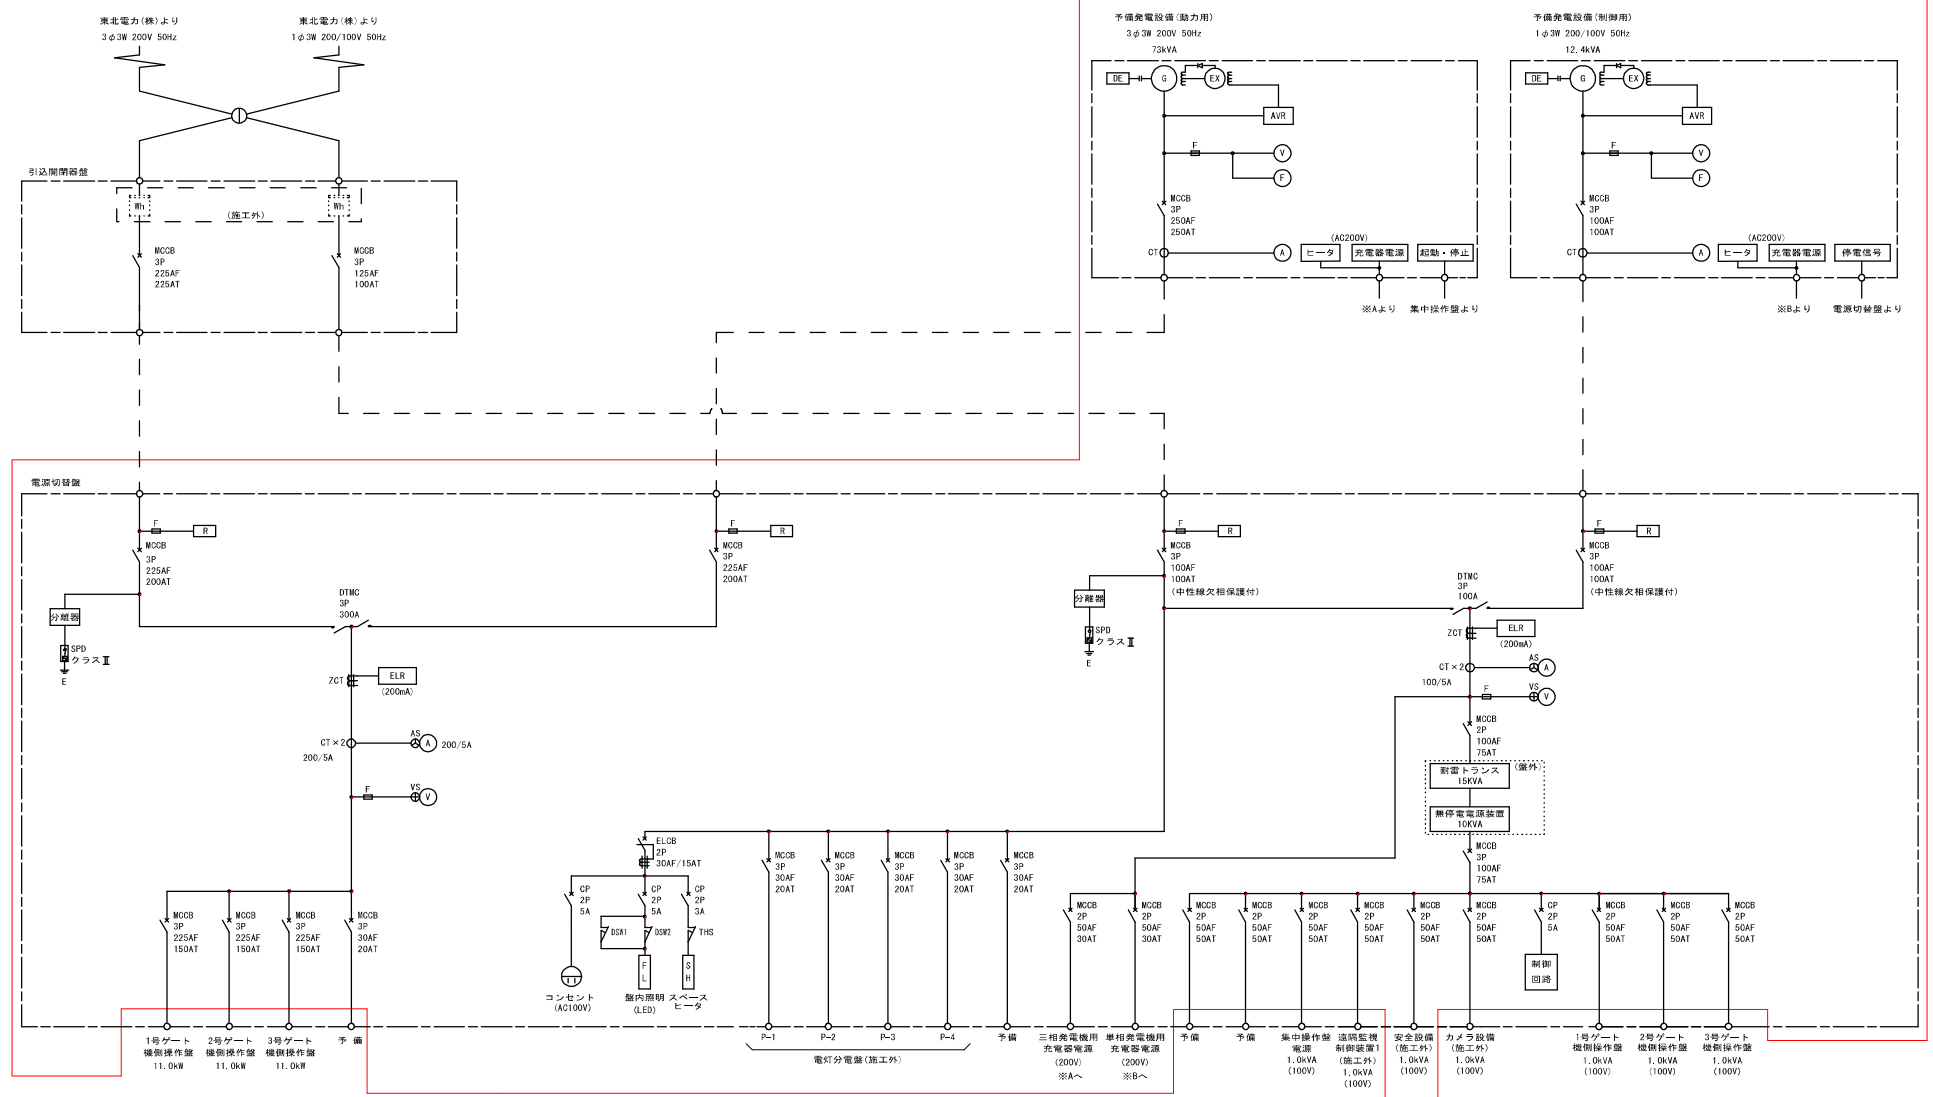 東北電力(株)より
3φ3W 200V 50Hz
東北電力(株)より
1φ3W 200/100V 50Hz
予備発電設備(動力用)
3φ3W 200V 50Hz
73kVA
予備発電設備(制御用)
1φ3W 200/100V 50Hz
12.4kVA
DE
G
EX
AVR
F
V
F
MCCB
3P
250AF
250AT
CT
A
(AC200V)
ヒータ
充電器電源
起動・停止
※Aより
集中操作盤より
DE
G
EX
AVR
F
V
F
MCCB
3P
100AF
100AT
CT
A
(AC200V)
ヒータ
充電器電源
停電信号
※Bより
電源切替盤より
引込開閉器盤
Wh
(施工外)
Wh
MCCB
3P
225AF
225AT
MCCB
3P
125AF
100AT
電源切替盤
F
R
MCCB
3P
225AF
200AT
分離器
SPD
クラスⅡ
E
F
R
MCCB
3P
225AF
200AT
DTMC
3P
300A
ZCT
ELR
(200mA)
CT×2
200/5A
AS
A
200/5A
F
VS
V
F
R
MCCB
3P
100AF
100AT
(中性線欠相保護付)
分離器
SPD
クラスⅡ
E
F
R
MCCB
3P
100AF
100AT
(中性線欠相保護付)
DTMC
3P
100A
ZCT
ELR
(200mA)
CT×2
100/5A
AS
A
F
VS
V
MCCB
2P
100AF
75AT
(盤外)
耐雷トランス
15KVA
無停電電源装置
10KVA
MCCB
3P
100AF
75AT
MCCB
3P
225AF
150AT
MCCB
3P
225AF
150AT
MCCB
3P
225AF
150AT
MCCB
3P
30AF
20AT
ELCB
2P
30AF/15AT
CP
2P
5A
CP
2P
5A
CP
2P
3A
DSW1
DSW2
THS
F
L
S
H
コンセント
(AC100V)
盤内照明
(LED)
スペース
ヒータ
MCCB
3P
30AF
20AT
MCCB
3P
30AF
20AT
MCCB
3P
30AF
20AT
MCCB
3P
30AF
20AT
MCCB
3P
30AF
20AT
MCCB
2P
50AF
30AT
MCCB
2P
50AF
30AT
MCCB
2P
50AF
50AT
MCCB
2P
50AF
50AT
MCCB
2P
50AF
50AT
MCCB
2P
50AF
50AT
MCCB
2P
50AF
50AT
MCCB
2P
50AF
50AT
CP
2P
5A
制御
回路
MCCB
2P
50AF
50AT
MCCB
2P
50AF
50AT
MCCB
2P
50AF
50AT
1号ゲート
機側操作盤
11.0kW
2号ゲート
機側操作盤
11.0kW
3号ゲート
機側操作盤
11.0kW
予備
P-1
P-2
P-3
P-4
電灯分電盤(施工外)
予備
三相発電機用
充電器電源
(200V)
※Aへ
単相発電機用
充電器電源
(200V)
※Bへ
予備
予備
集中操作盤
電源
1.0kVA
(100V)
遠隔監視
制御装置1
(施工外)
1.0kVA
(100V)
安全設備
(施工外)
1.0kVA
(100V)
カメラ設備
(施工外)
1.0kVA
(100V)
1号ゲート
機側操作盤
1.0kVA
(100V)
2号ゲート
機側操作盤
1.0kVA
(100V)
3号ゲート
機側操作盤
1.0kVA
(100V)